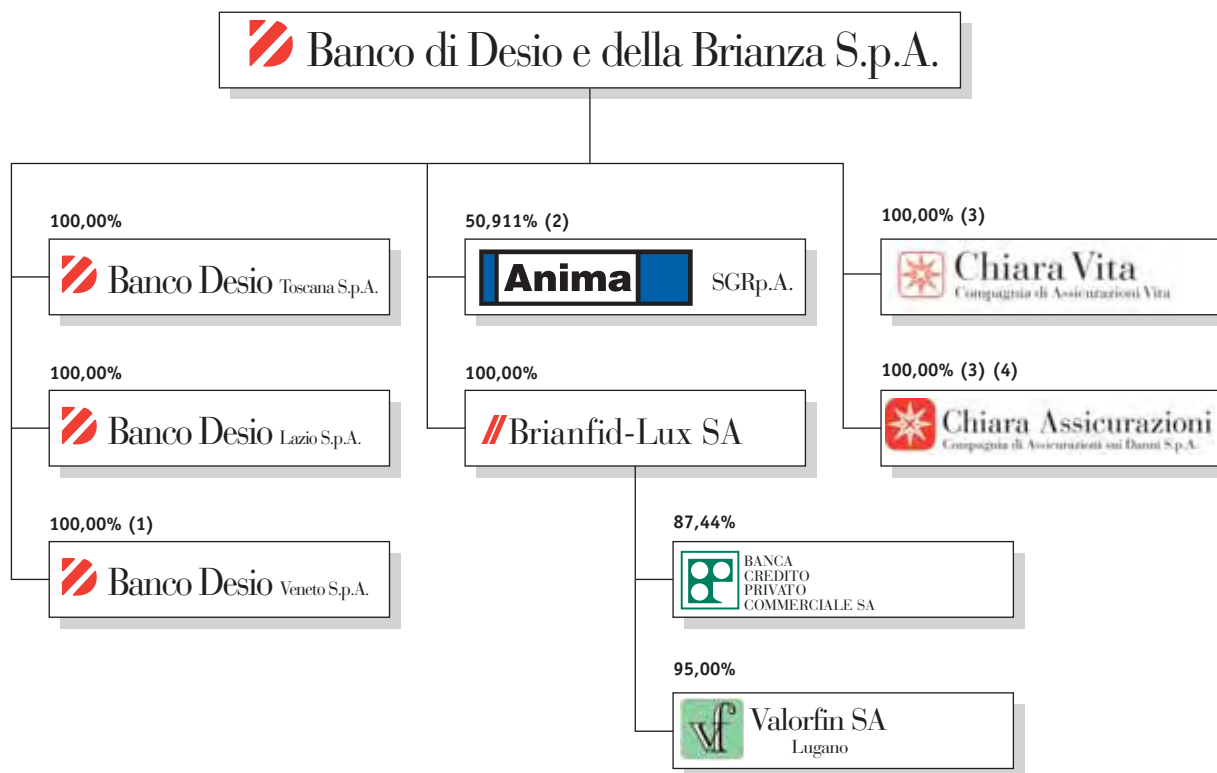 Banco di Desio e della Brianza S.p.A.
100,00%
Banco Desio Toscana S.p.A.
100,00%
Banco Desio Lazio S.p.A.
100,00% (1)
Banco Desio Veneto S.p.A.
50,911% (2)
Anima SGRp.A.
100,00%
Brianfid-Lux SA
87,44%
BANCA
CREDITO
PRIVATO
COMMERCIALE SA
95,00%
vf Valorfin SA
Lugano
100,00% (3)
Chiara Vita
Compagnia di Assicurazioni Vita
100,00% (3) (4)
Chiara Assicurazioni
Compagnia di Assicurazioni sui Danni S.p.A.